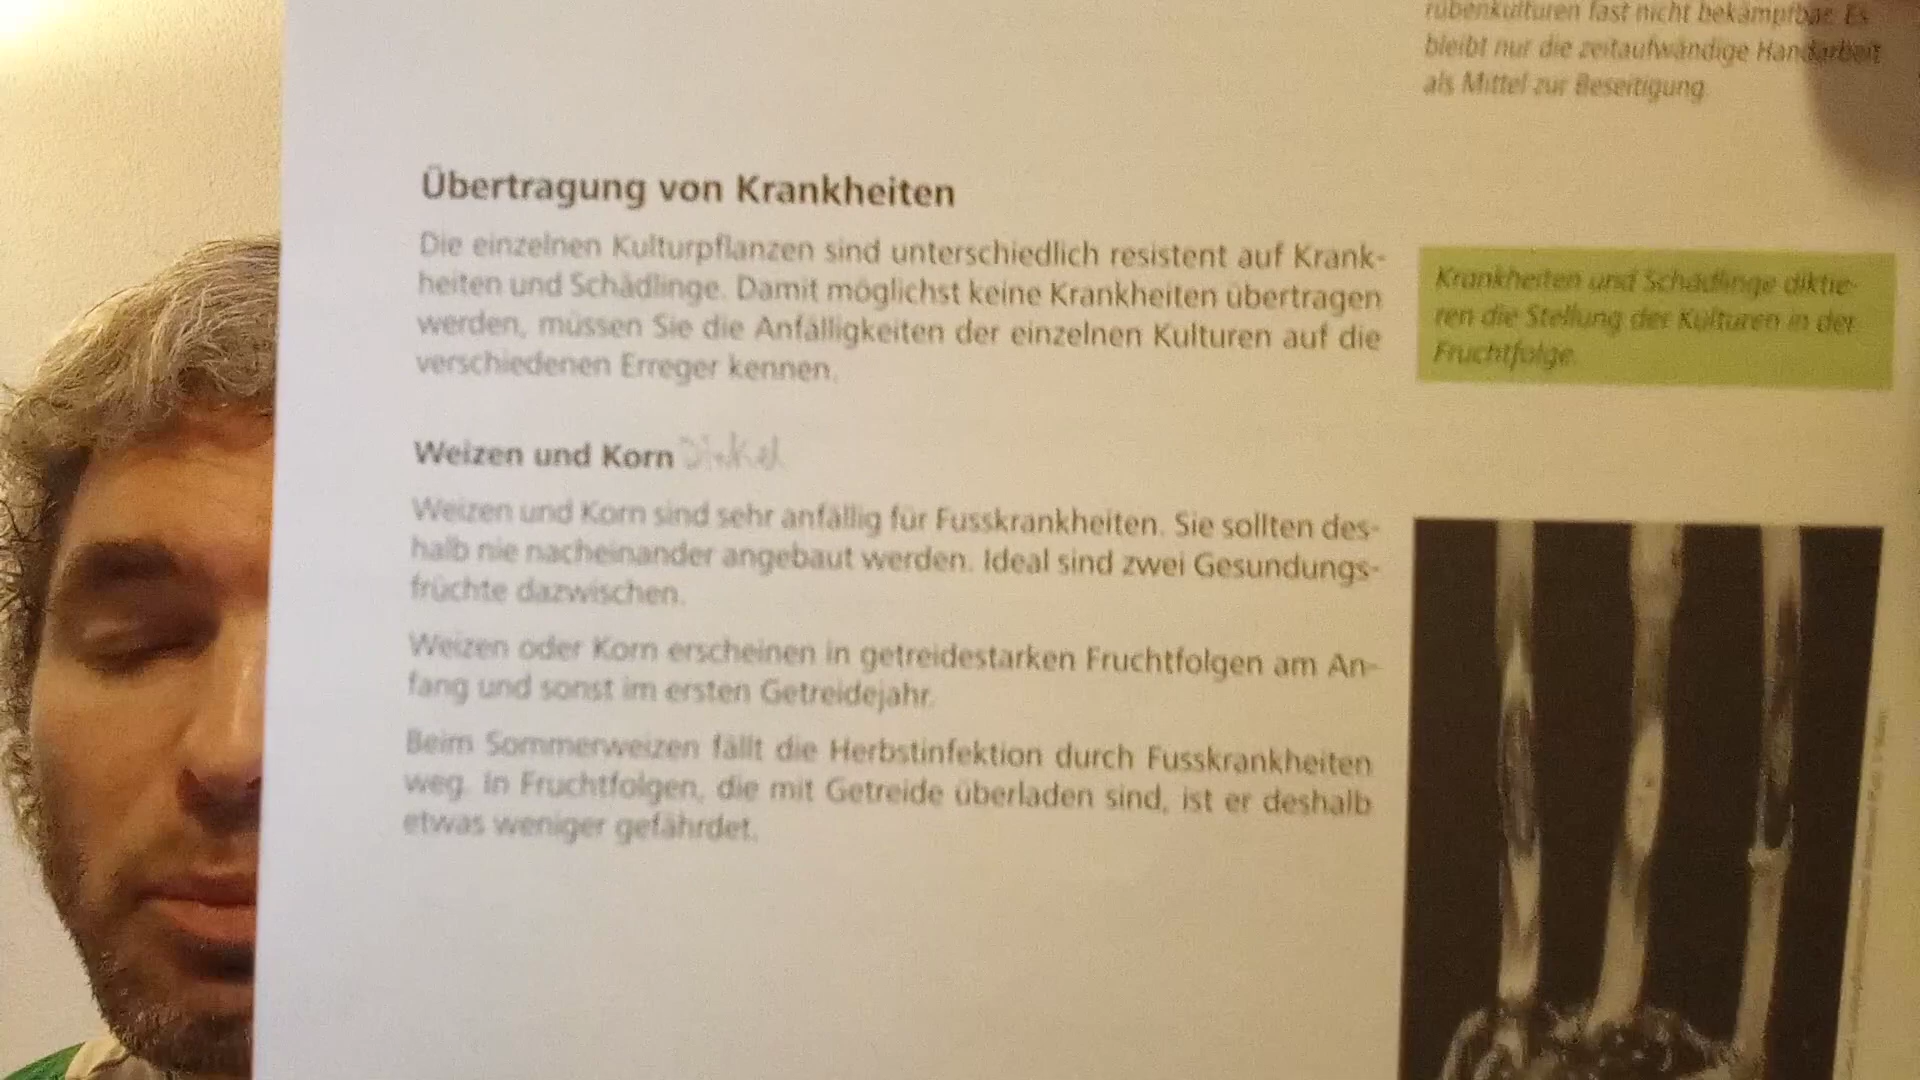 rübenkulturen fast nicht bekämpfbar. Es
bleibt nur die zeitaufwändige Handarbeit
als Mittel zur Beseitigung.
Übertragung von Krankheiten
Die einzelnen Kulturpflanzen sind unterschiedlich resistent auf Krank-
heiten und Schädlinge. Damit möglichst keine Krankheiten übertragen
werden, müssen Sie die Anfälligkeiten der einzelnen Kulturen auf die
verschiedenen Erreger kennen.
Krankheiten und Schädlinge diktie-
ren die Stellung der Kulturen in der
Fruchtfolge.
Weizen und Korn Dinkel
Weizen und Korn sind sehr anfällig für Fusskrankheiten. Sie sollten des-
halb nie nacheinander angebaut werden. Ideal sind zwei Gesundungs-
früchte dazwischen.
Weizen oder Korn erscheinen in getreidestarken Fruchtfolgen am An-
fang und sonst im ersten Getreidejahr.
Beim Sommerweizen fällt die Herbstinfektion durch Fusskrankheiten
weg. In Fruchtfolgen, die mit Getreide überladen sind, ist er deshalb
etwas weniger gefährdet.